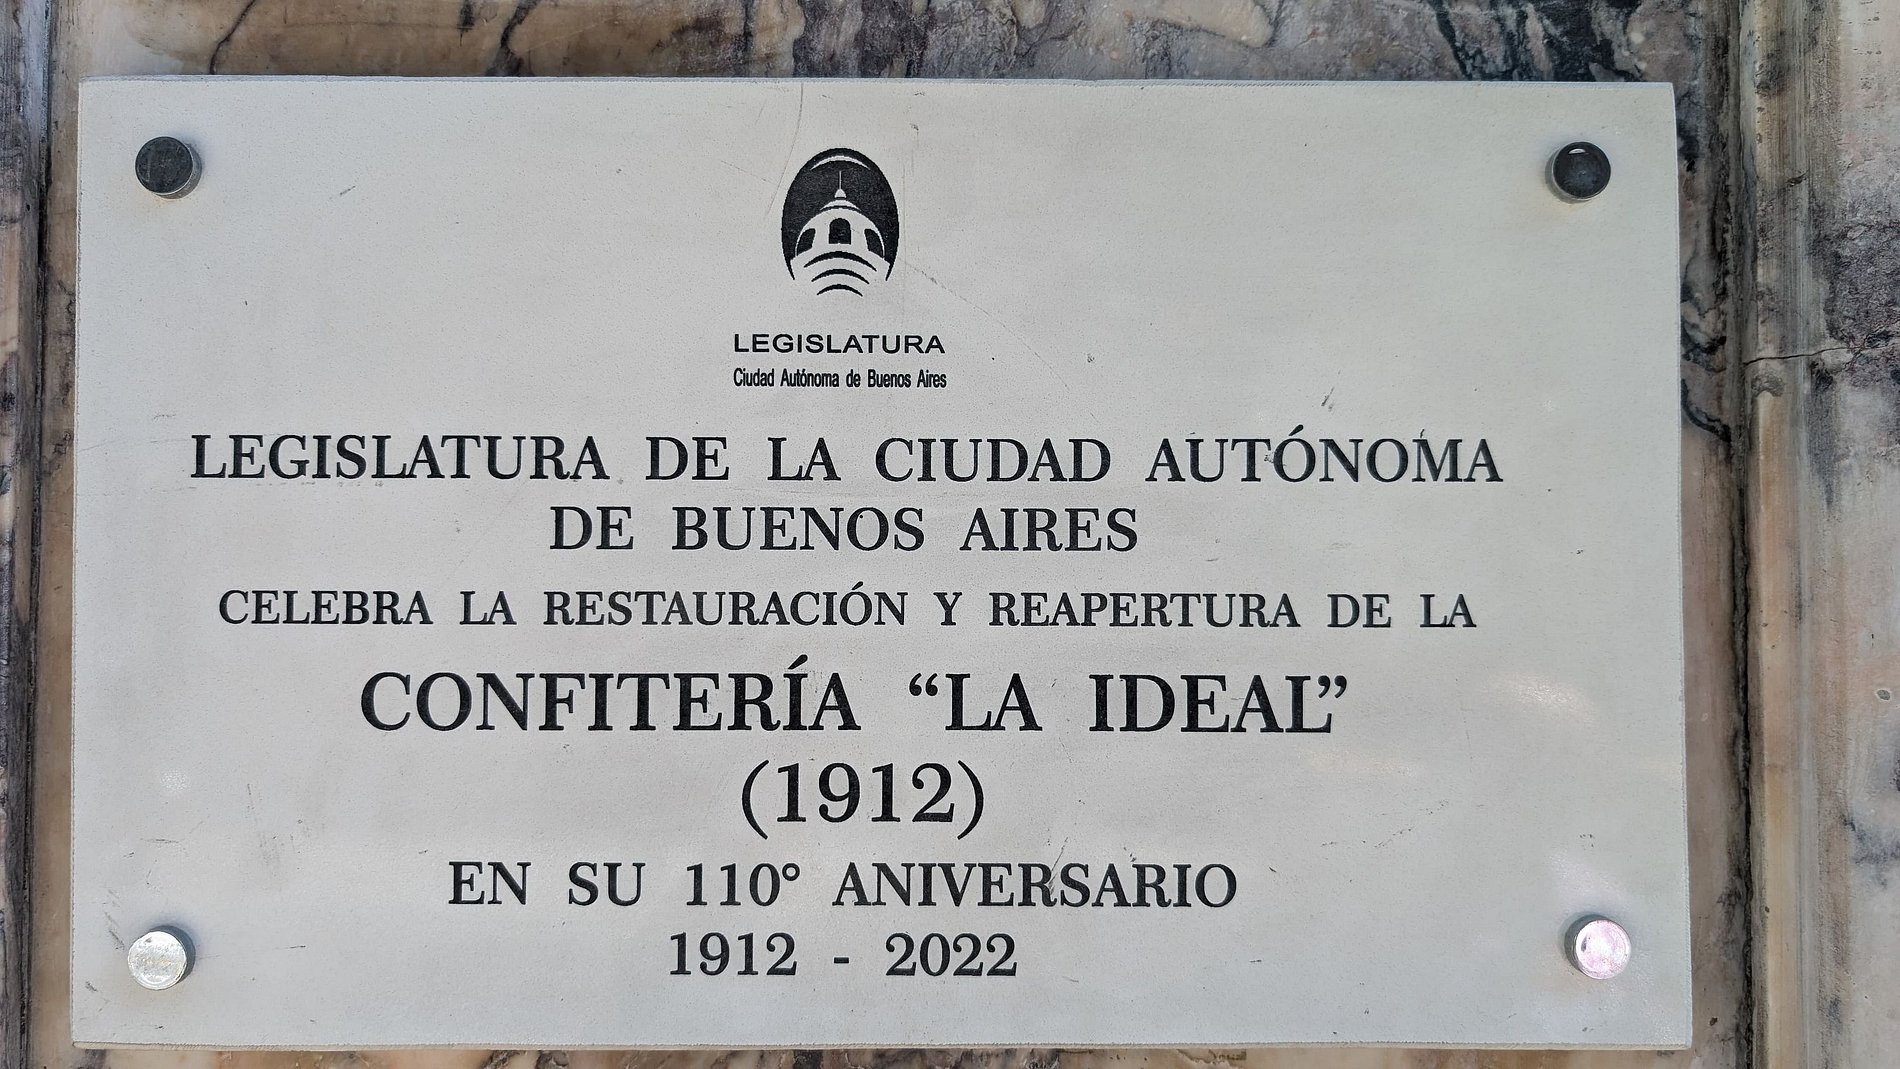 LEGISLATURA
Ciudad Autónoma de Buenos Aires
LEGISLATURA DE LA CIUDAD AUTÓNOMA
DE BUENOS AIRES
CELEBRA LA RESTAURACIÓN Y REAPERTURA DE LA
CONFITERÍA “LA IDEAL”
(1912)
EN SU 110° ANIVERSARIO
1912 - 2022